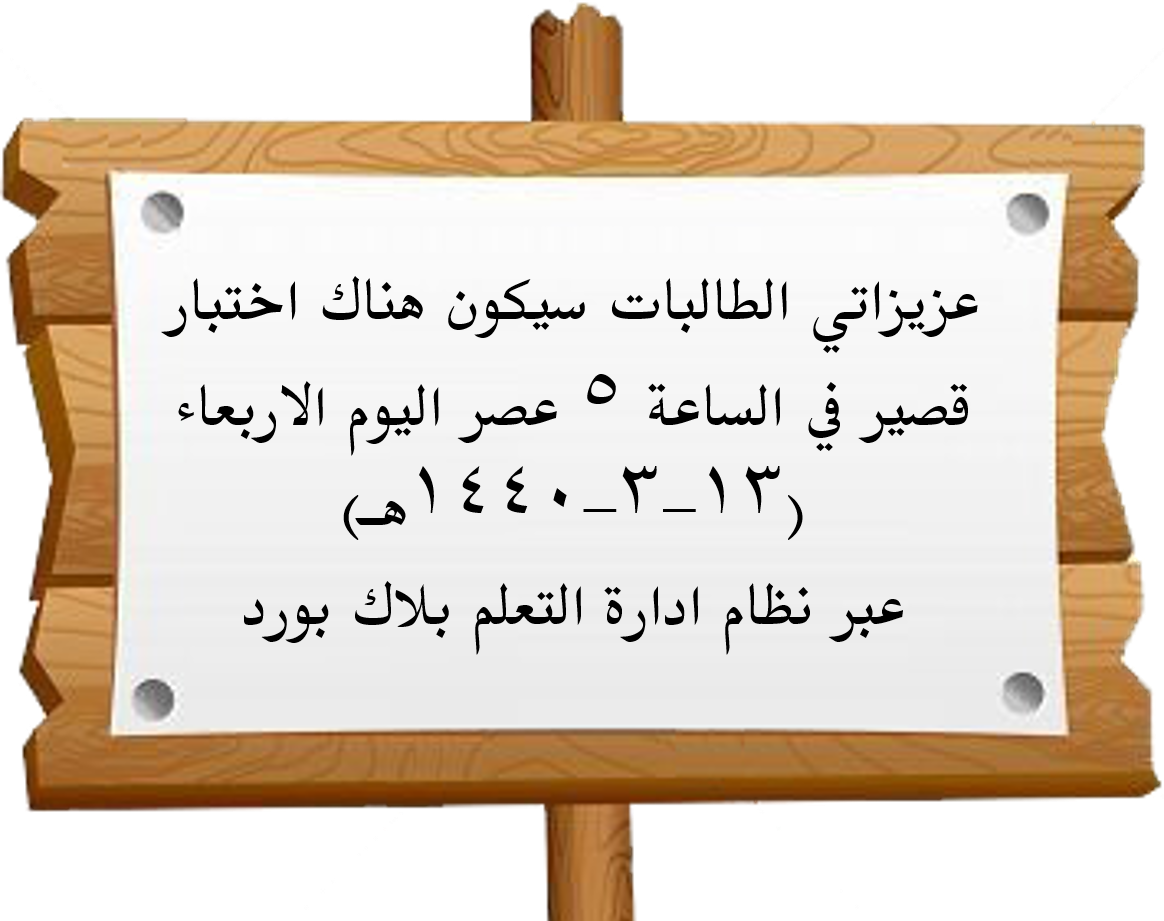 عزيزاتي الطالبات سيكون هناك اختبار
قصير في الساعة ٥ عصر اليوم الاربعاء
(١٣_٣_١٤٤٠هـ)
عبر نظام ادارة التعلم بلاك بورد